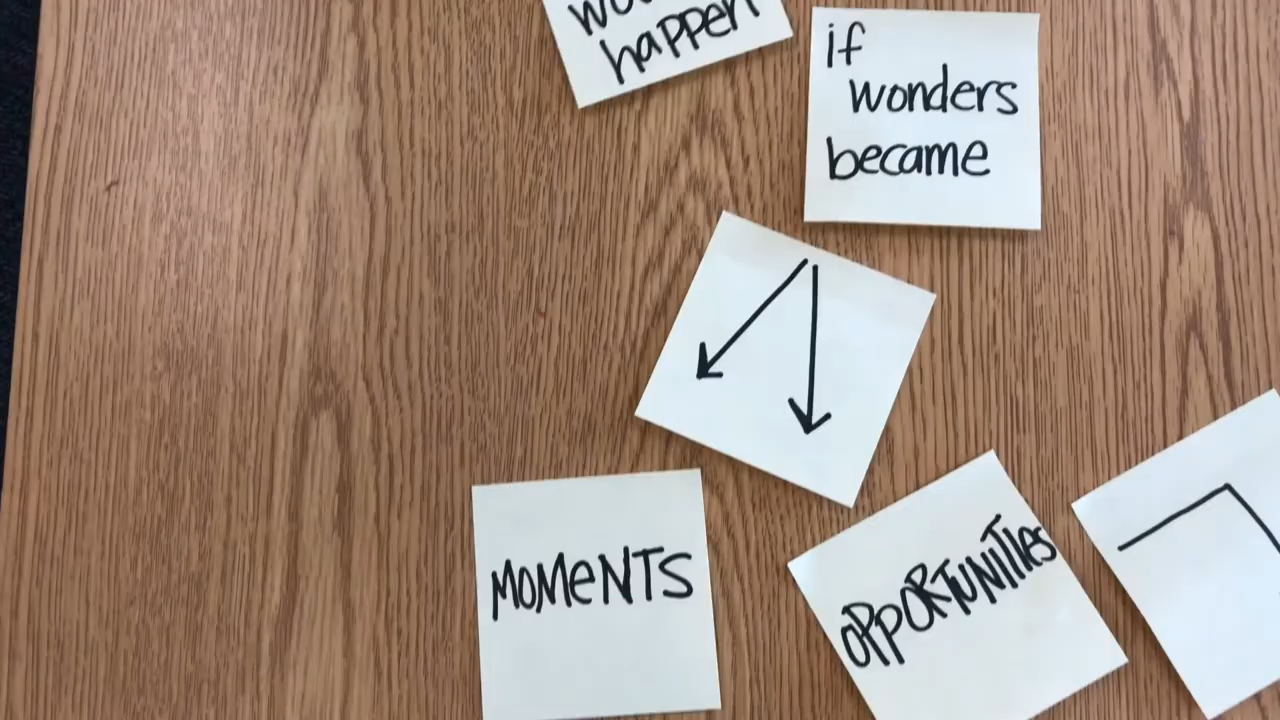 happen
if
wonders
became
MOMeNTS
OPPORTUNITIes